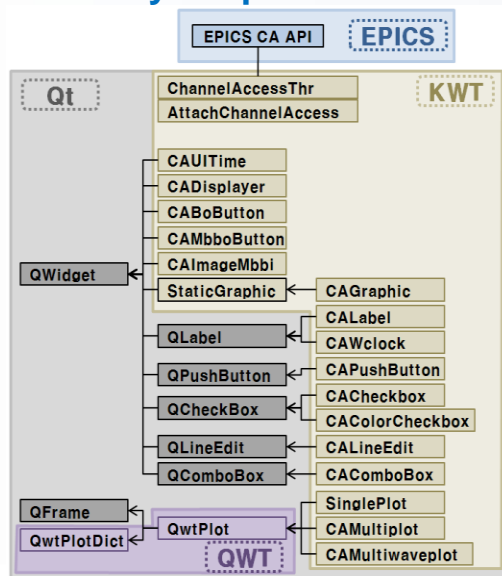 EPICS CA API
EPICS
Qt
KWT
ChannelAccessThr
AttachChannelAccess
CAUITime
CADisplayer
CABoButton
CAMbboButton
CAImageMbbi
QWidget
StaticGraphic
CAGraphic
CALabel
QLabel
CAWclock
QPushButton
CAPushButton
CACheckbox
QCheckBox
CAColorCheckbox
QLineEdit
CALineEdit
QComboBox
CAComboBox
SinglePlot
QFrame
QwtPlot
CAMultiplot
QwtPlotDict
QWT
CAMultiwaveplot